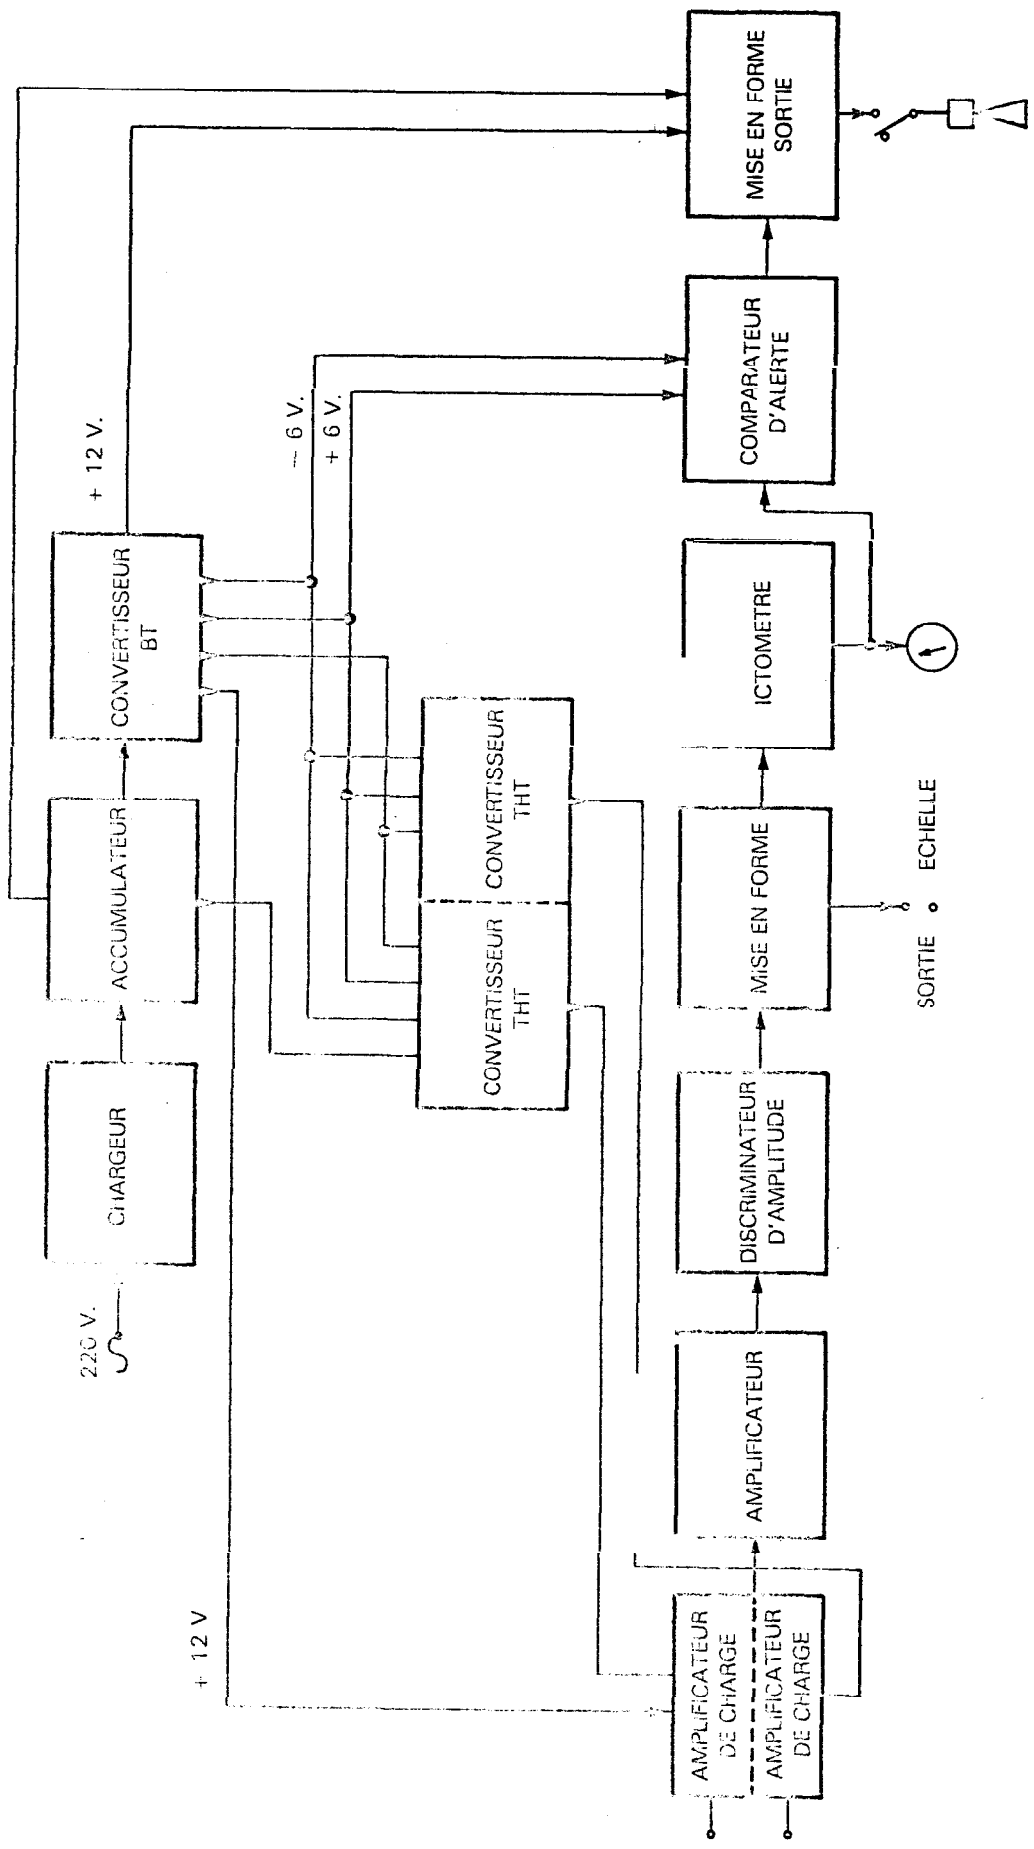 220 V.
CHARGEUR
ACCUMULATEUR
CONVERTISSEUR
BT
+ 12 V.
+ 12 V
− 6 V.
+ 6 V.
CONVERTISSEUR
THT
CONVERTISSEUR
THT
AMPLIFICATEUR
DE CHARGE
AMPLIFICATEUR
DE CHARGE
AMPLIFICATEUR
DISCRIMINATEUR
D'AMPLITUDE
MISE EN FORME
ICTOMETRE
COMPARATEUR
D'ALERTE
MISE EN FORME
SORTIE
SORTIE ECHELLE